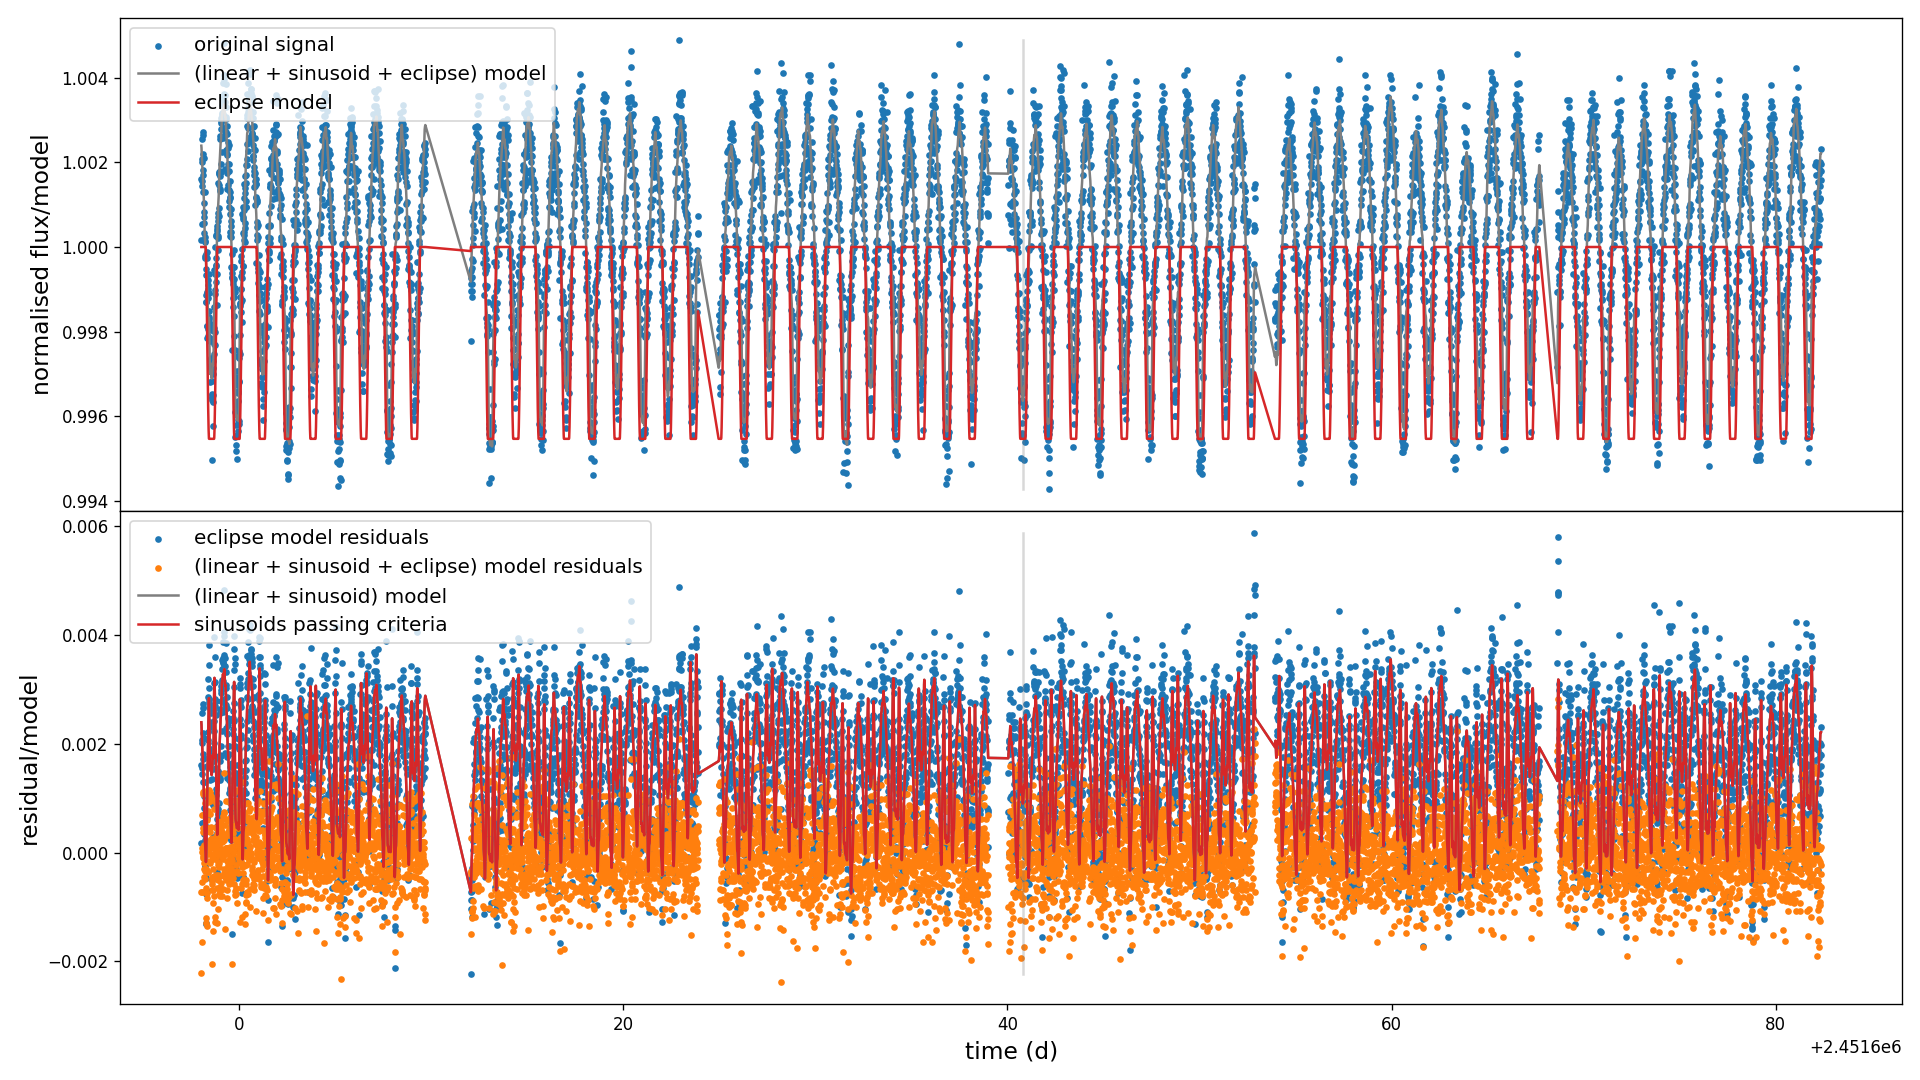 original signal
(linear + sinusoid + eclipse) model
eclipse model
normalised flux/model
1.004
1.002
1.000
0.998
0.996
0.994
eclipse model residuals
(linear + sinusoid + eclipse) model residuals
(linear + sinusoid) model
sinusoids passing criteria
residual/model
0.006
0.004
0.002
0.000
−0.002
0
20
40
60
80
time (d)
+2.4516e6